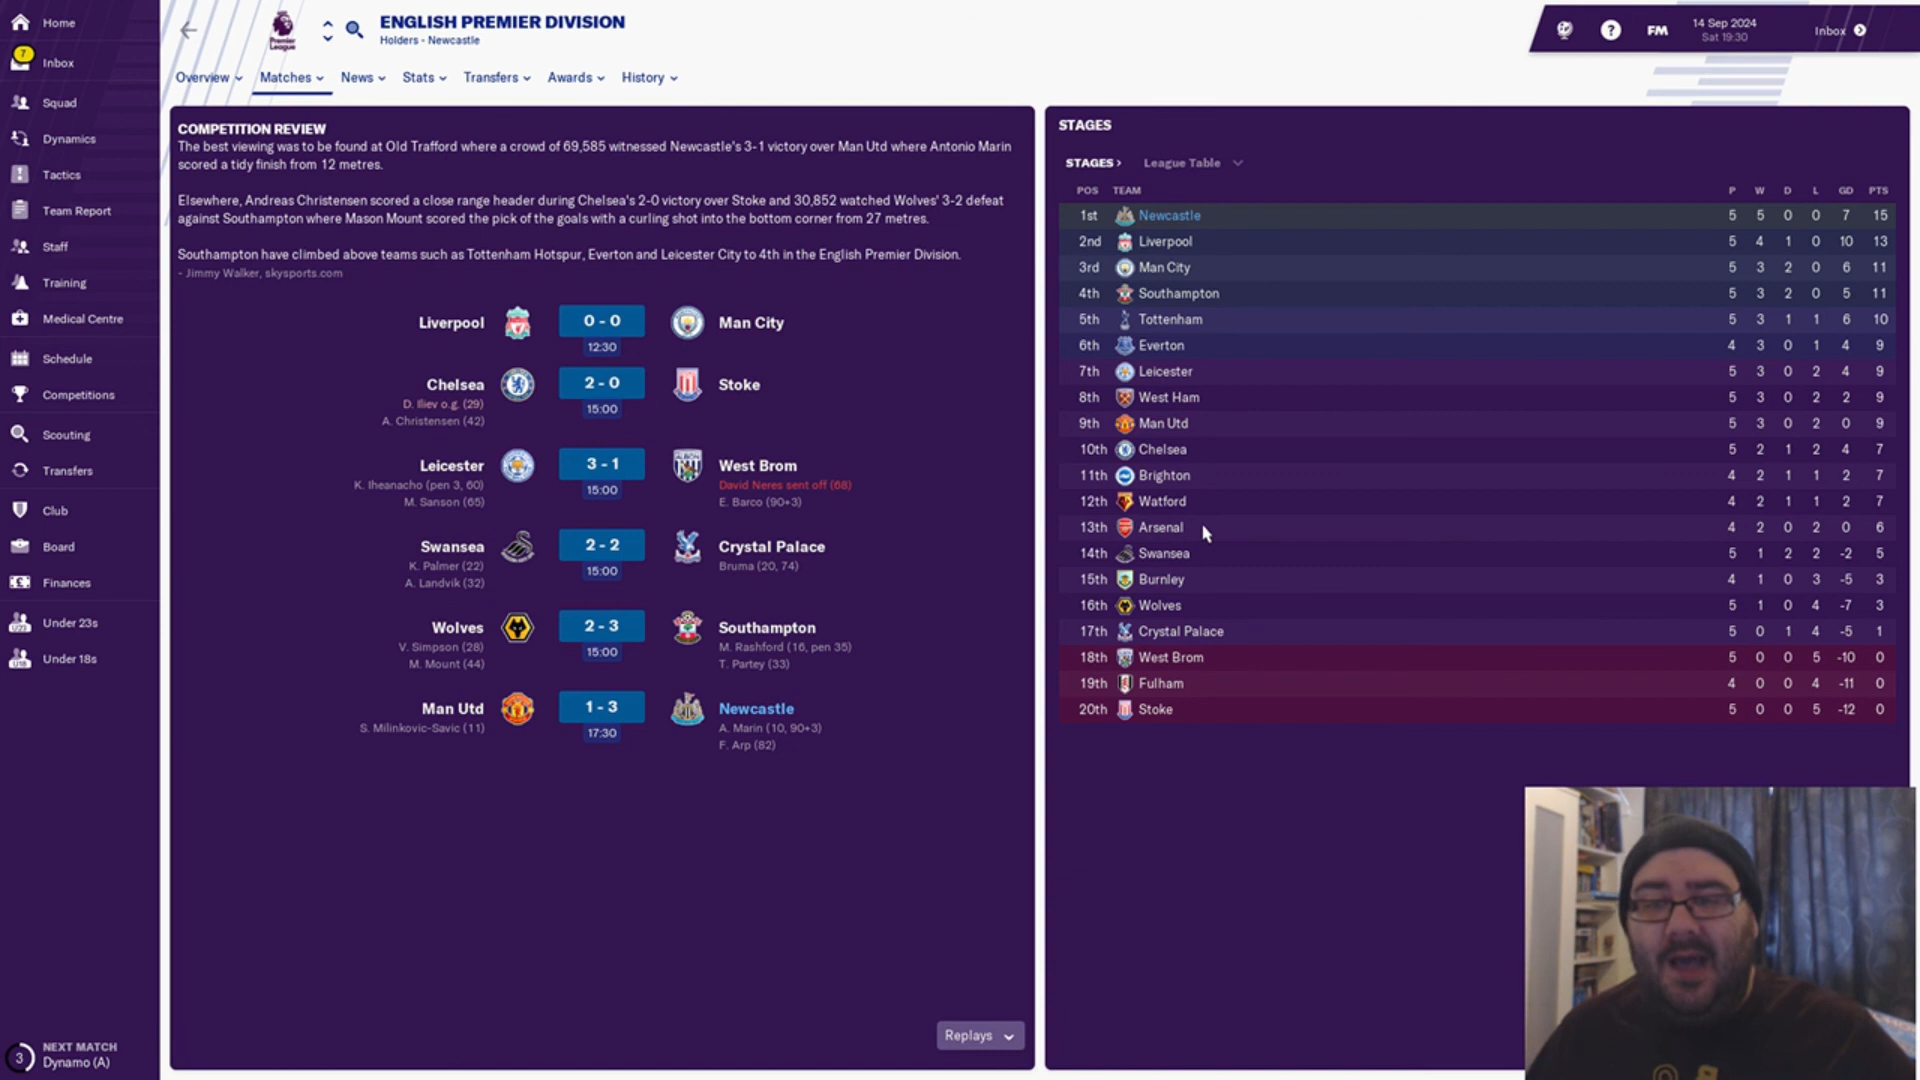 Home
7
Inbox
Squad
Dynamics
Tactics
Team Report
Staff
Training
Medical Centre
Schedule
Competitions
Scouting
Transfers
Club
Board
Finances
Under 23s
Under 18s
3
NEXT MATCH
Dynamo (A)
Premier League
ENGLISH PREMIER DIVISION
Holders - Newcastle
? FM 14 Sep 2024 Inbox
Sat 19:30
Overview Matches News Stats Transfers Awards History
COMPETITION REVIEW
The best viewing was to be found at Old Trafford where a crowd of 69,585 witnessed Newcastle's 3-1 victory over Man Utd where Antonio Marin
scored a tidy finish from 12 metres.
Elsewhere, Andreas Christensen scored a close range header during Chelsea's 2-0 victory over Stoke and 30,852 watched Wolves' 3-2 defeat
against Southampton where Mason Mount scored the pick of the goals with a curling shot into the bottom corner from 27 metres.
Southampton have climbed above teams such as Tottenham Hotspur, Everton and Leicester City to 4th in the English Premier Division.
- Jimmy Walker, skysports.com
Liverpool 0 - 0 Man City
12:30
Chelsea 2 - 0 Stoke
D. Iliev o.g. (29) 15:00
A. Christensen (42)
Leicester 3 - 1 West Brom
K. Iheanacho (pen 3, 60) 15:00 David Neres sent off (68)
M. Sanson (65) E. Barco (90+3)
Swansea 2 - 2 Crystal Palace
K. Palmer (22) 15:00 Bruma (20, 74)
A. Landvik (32)
Wolves 2 - 3 Southampton
V. Simpson (28) 15:00 M. Rashford (16, pen 35)
M. Mount (44) T. Partey (33)
Man Utd 1 - 3 Newcastle
S. Milinkovic-Savic (11) 17:30 A. Marin (10, 90+3)
F. Arp (82)
Replays
STAGES
STAGES› League Table
POS TEAM P W D L GD PTS
1st Newcastle 5 5 0 0 7 15
2nd Liverpool 5 4 1 0 10 13
3rd Man City 5 3 2 0 6 11
4th Southampton 5 3 2 0 5 11
5th Tottenham 5 3 1 1 6 10
6th Everton 4 3 0 1 4 9
7th Leicester 5 3 0 2 4 9
8th West Ham 5 3 0 2 2 9
9th Man Utd 5 3 0 2 0 9
10th Chelsea 5 2 1 2 4 7
11th Brighton 4 2 1 1 2 7
12th Watford 4 2 1 1 2 7
13th Arsenal 4 2 0 2 0 6
14th Swansea 5 1 2 2 -2 5
15th Burnley 4 1 0 3 -5 3
16th Wolves 5 1 0 4 -7 3
17th Crystal Palace 5 0 1 4 -5 1
18th West Brom 5 0 0 5 -10 0
19th Fulham 4 0 0 4 -11 0
20th Stoke 5 0 0 5 -12 0